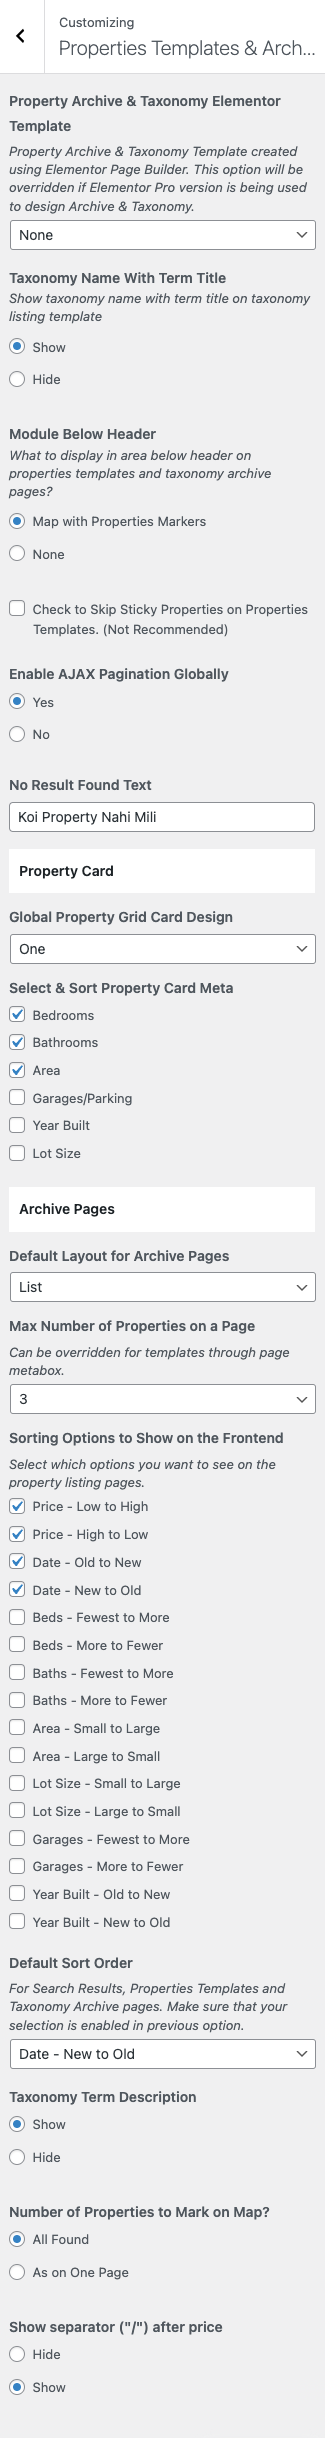 Customizing
Properties Templates & Arch...
Property Archive & Taxonomy Elementor
Template
Property Archive & Taxonomy Template created
using Elementor Page Builder. This option will be
overridden if Elementor Pro version is being used
to design Archive & Taxonomy.
None
Taxonomy Name With Term Title
Show taxonomy name with term title on taxonomy
listing template
Show
Hide
Module Below Header
What to display in area below header on
properties templates and taxonomy archive
pages?
Map with Properties Markers
None
Check to Skip Sticky Properties on Properties
Templates. (Not Recommended)
Enable AJAX Pagination Globally
Yes
No
No Result Found Text
Koi Property Nahi Mili
Property Card
Global Property Grid Card Design
One
Select & Sort Property Card Meta
Bedrooms
Bathrooms
Area
Garages/Parking
Year Built
Lot Size
Archive Pages
Default Layout for Archive Pages
List
Max Number of Properties on a Page
Can be overridden for templates through page
metabox.
3
Sorting Options to Show on the Frontend
Select which options you want to see on the
property listing pages.
Price - Low to High
Price - High to Low
Date - Old to New
Date - New to Old
Beds - Fewest to More
Beds - More to Fewer
Baths - Fewest to More
Baths - More to Fewer
Area - Small to Large
Area - Large to Small
Lot Size - Small to Large
Lot Size - Large to Small
Garages - Fewest to More
Garages - More to Fewer
Year Built - Old to New
Year Built - New to Old
Default Sort Order
For Search Results, Properties Templates and
Taxonomy Archive pages. Make sure that your
selection is enabled in previous option.
Date - New to Old
Taxonomy Term Description
Show
Hide
Number of Properties to Mark on Map?
All Found
As on One Page
Show separator ("/") after price
Hide
Show